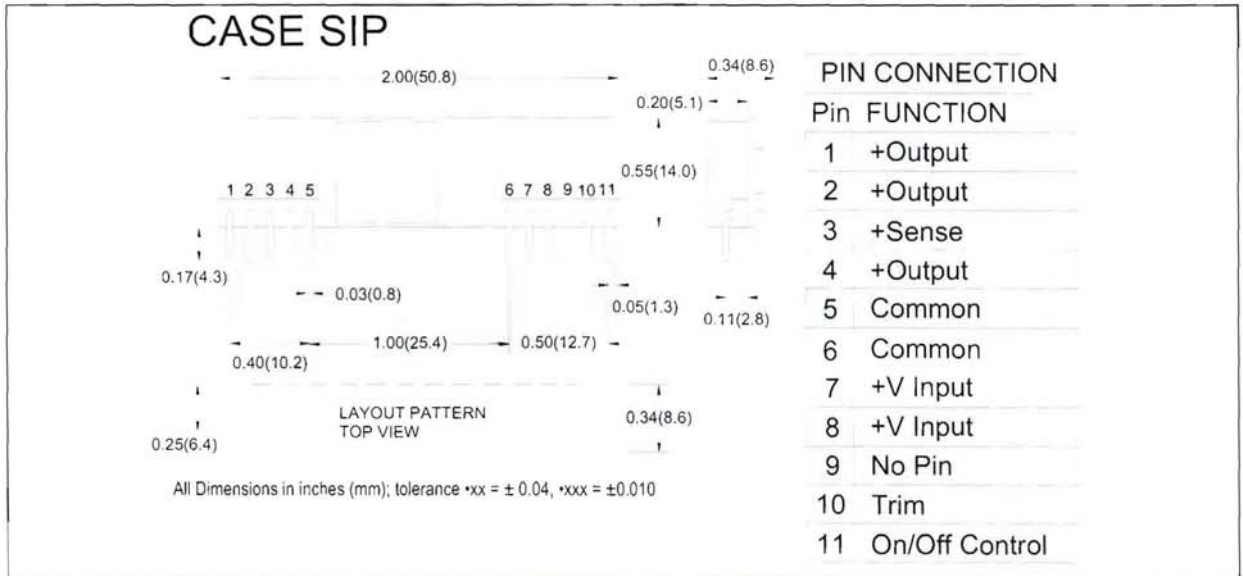 CASE SIP
2.00(50.8)
0.34(8.6)
0.20(5.1)
0.55(14.0)
1 2 3 4 5
6 7 8 9 10 11
0.17(4.3)
0.03(0.8)
0.05(1.3)
0.11(2.8)
1.00(25.4)
0.50(12.7)
0.40(10.2)
LAYOUT PATTERN
TOP VIEW
0.34(8.6)
0.25(6.4)
All Dimensions in inches (mm); tolerance •xx = ± 0.04, •xxx = ±0.010
PIN CONNECTION
Pin FUNCTION
1 +Output
2 +Output
3 +Sense
4 +Output
5 Common
6 Common
7 +V Input
8 +V Input
9 No Pin
10 Trim
11 On/Off Control